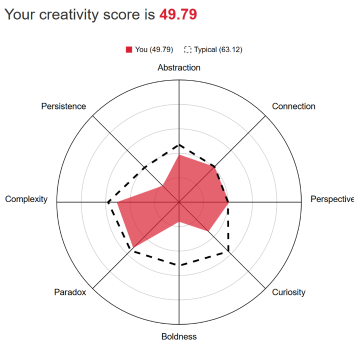 Your creativity score is 49.79
You (49.79) Typical (63.12)
Abstraction
Persistence
Connection
Complexity
Perspective
Paradox
Curiosity
Boldness